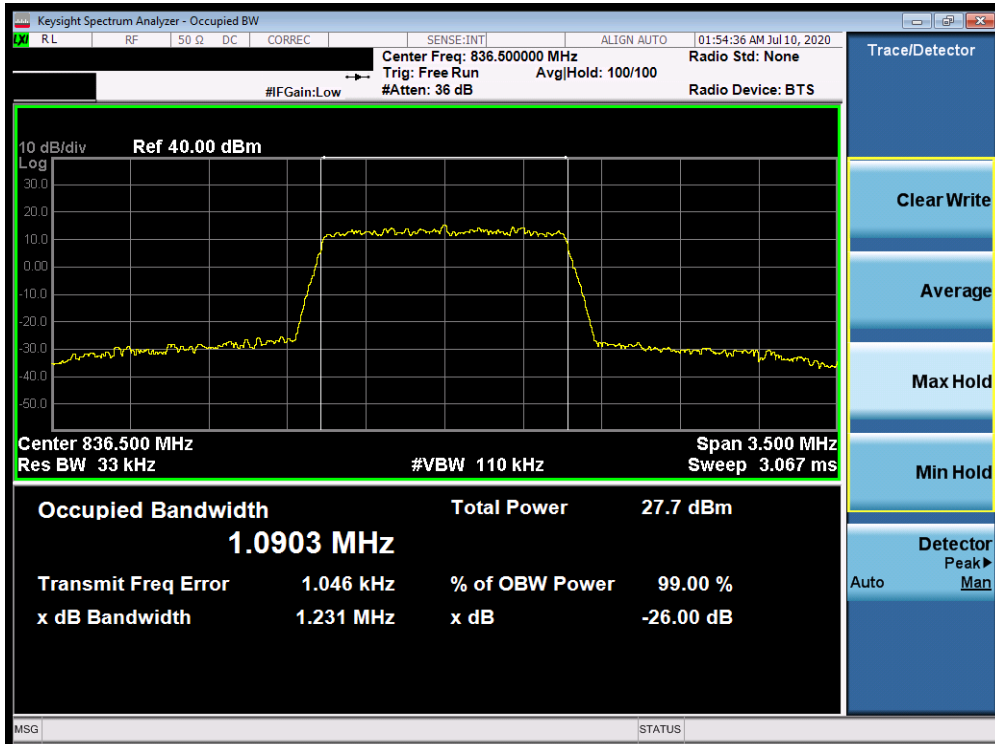 Keysight Spectrum Analyzer - Occupied BW
LXI RL RF 50 Ω DC CORREC SENSE:INT ALIGN AUTO 01:54:36 AM Jul 10, 2020
Center Freq: 836.500000 MHz Radio Std: None
Trig: Free Run Avg|Hold: 100/100
#IFGain:Low #Atten: 36 dB Radio Device: BTS
10 dB/div Ref 40.00 dBm
Log
30.0
20.0
10.0
0.00
-10.0
-20.0
-30.0
-40.0
-50.0
Center 836.500 MHz Span 3.500 MHz
Res BW 33 kHz #VBW 110 kHz Sweep 3.067 ms
Occupied Bandwidth Total Power 27.7 dBm
1.0903 MHz
Transmit Freq Error 1.046 kHz % of OBW Power 99.00 %
x dB Bandwidth 1.231 MHz x dB -26.00 dB
MSG STATUS
Trace/Detector
Clear Write
Average
Max Hold
Min Hold
Detector
Peak▶
Auto Man